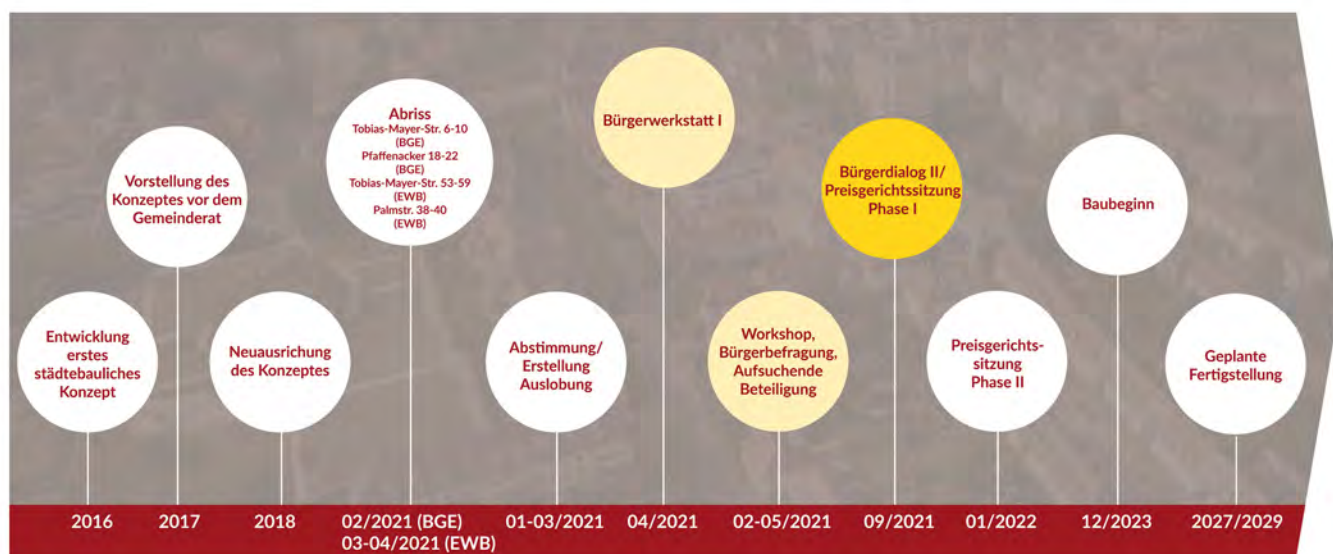 Entwicklung
erstes
städtebauliches
Konzept
2016
Vorstellung des
Konzeptes vor dem
Gemeinderat
2017
Neuausrichung
des Konzeptes
2018
Abriss
Tobias-Mayer-Str. 6-10
(BGE)
Pfaffenacker 18-22
(BGE)
Tobias-Mayer-Str. 53-59
(EWB)
Palmstr. 38-40
(EWB)
02/2021 (BGE)
03-04/2021 (EWB)
Abstimmung/
Erstellung
Auslobung
01-03/2021
Bürgerwerkstatt I
04/2021
Workshop,
Bürgerbefragung,
Aufsuchende
Beteiligung
02-05/2021
Bürgerdialog II/
Preisgerichtssitzung
Phase I
09/2021
Preisgerichts-
sitzung
Phase II
01/2022
Baubeginn
12/2023
Geplante
Fertigstellung
2027/2029